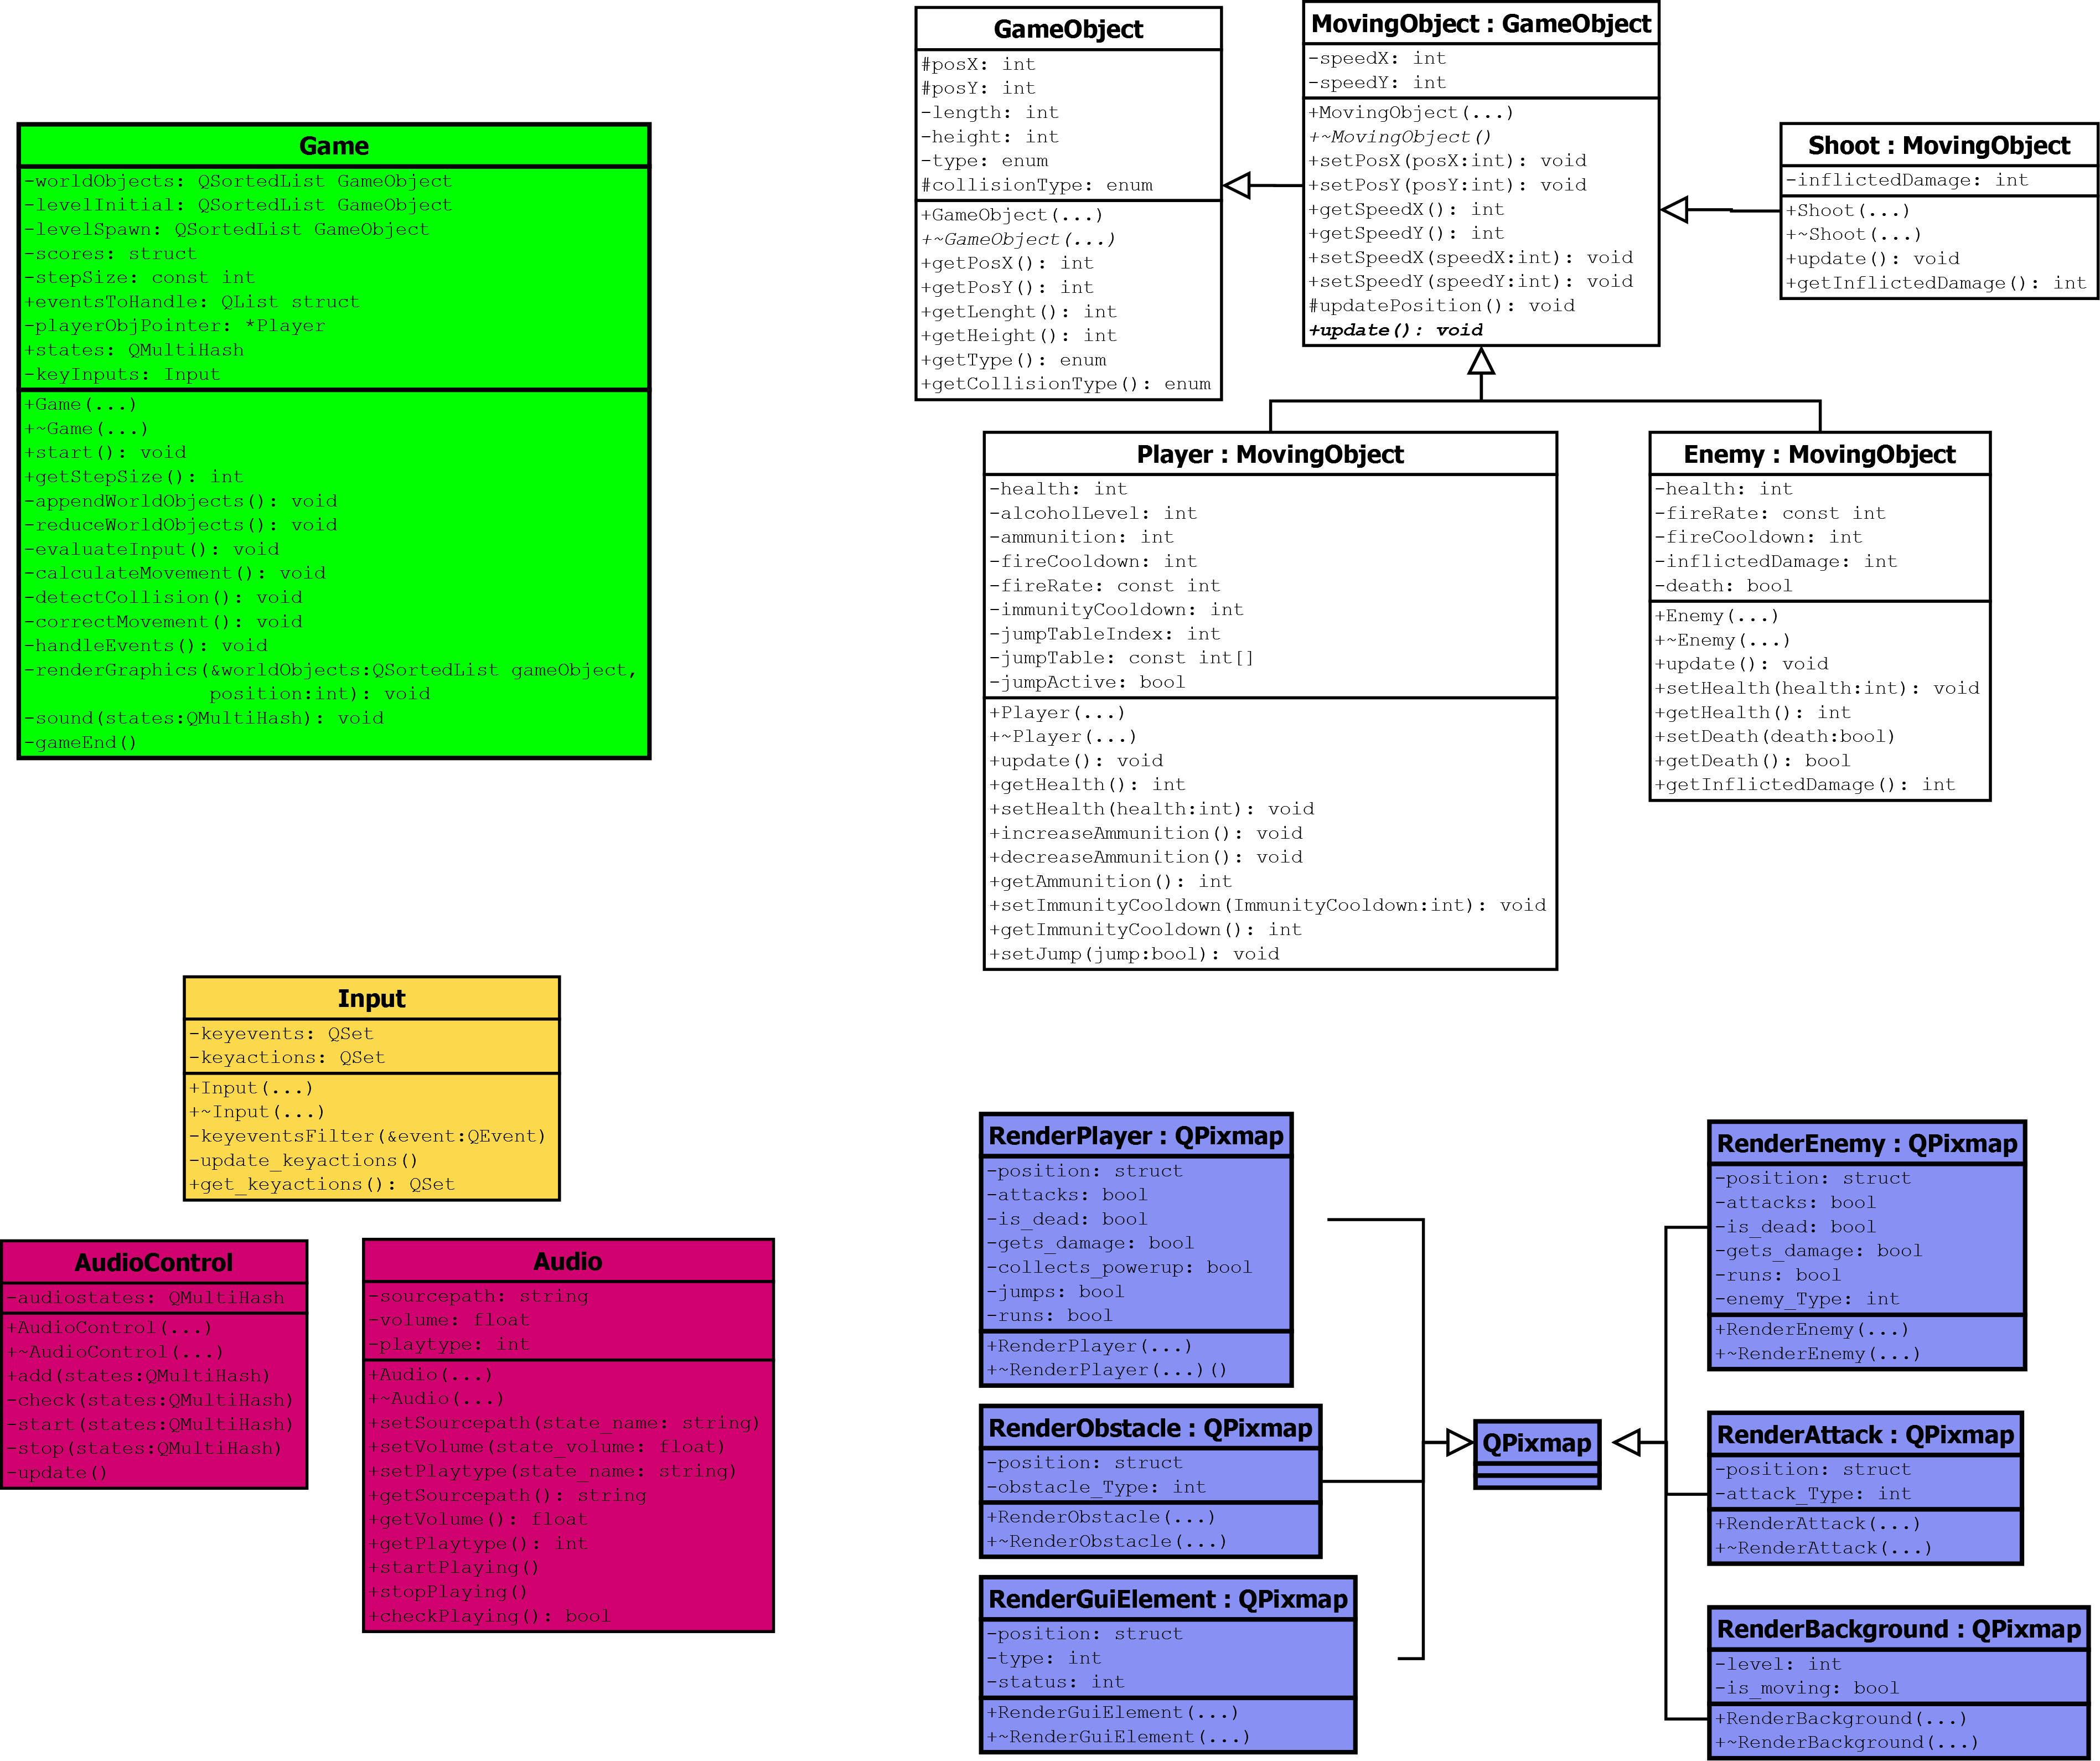 Game
-worldObjects: QSortedList GameObject
-levelInitial: QSortedList GameObject
-levelSpawn: QSortedList GameObject
-scores: struct
-stepSize: const int
+eventsToHandle: QList struct
-playerObjPointer: *Player
+states: QMultiHash
-keyInputs: Input
+Game(...)
+~Game(...)
+start(): void
+getStepSize(): int
-appendWorldObjects(): void
-reduceWorldObjects(): void
-evaluateInput(): void
-calculateMovement(): void
-detectCollision(): void
-correctMovement(): void
-handleEvents(): void
-renderGraphics(&worldObjects:QSortedList gameObject,
position:int): void
-sound(states:QMultiHash): void
-gameEnd()
GameObject
#posX: int
#posY: int
-length: int
-height: int
-type: enum
#collisionType: enum
+GameObject(...)
+~GameObject(...)
+getPosX(): int
+getPosY(): int
+getLenght(): int
+getHeight(): int
+getType(): enum
+getCollisionType(): enum
MovingObject : GameObject
-speedX: int
-speedY: int
+MovingObject(...)
+~MovingObject()
+setPosX(posX:int): void
+setPosY(posY:int): void
+getSpeedX(): int
+getSpeedY(): int
+setSpeedX(speedX:int): void
+setSpeedY(speedY:int): void
#updatePosition(): void
+update(): void
Shoot : MovingObject
-inflictedDamage: int
+Shoot(...)
+~Shoot(...)
+update(): void
+getInflictedDamage(): int
Player : MovingObject
-health: int
-alcoholLevel: int
-ammunition: int
-fireCooldown: int
-fireRate: const int
-immunityCooldown: int
-jumpTableIndex: int
-jumpTable: const int[]
-jumpActive: bool
+Player(...)
+~Player(...)
+update(): void
+getHealth(): int
+setHealth(health:int): void
+increaseAmmunition(): void
+decreaseAmmunition(): void
+getAmmunition(): int
+setImmunityCooldown(ImmunityCooldown:int): void
+getImmunityCooldown(): int
+setJump(jump:bool): void
Enemy : MovingObject
-health: int
-fireRate: const int
-fireCooldown: int
-inflictedDamage: int
-death: bool
+Enemy(...)
+~Enemy(...)
+update(): void
+setHealth(health:int): void
+getHealth(): int
+setDeath(death:bool)
+getDeath(): bool
+getInflictedDamage(): int
Input
-keyevents: QSet
-keyactions: QSet
+Input(...)
+~Input(...)
-keyeventsFilter(&event:QEvent)
-update_keyactions()
+get_keyactions(): QSet
AudioControl
-audiostates: QMultiHash
+AudioControl(...)
+~AudioControl(...)
+add(states:QMultiHash)
-check(states:QMultiHash)
-start(states:QMultiHash)
-stop(states:QMultiHash)
-update()
Audio
-sourcepath: string
-volume: float
-playtype: int
+Audio(...)
+~Audio(...)
+setSourcepath(state_name: string)
+setVolume(state_volume: float)
+setPlaytype(state_name: string)
+getSourcepath(): string
+getVolume(): float
+getPlaytype(): int
+startPlaying()
+stopPlaying()
+checkPlaying(): bool
RenderPlayer : QPixmap
-position: struct
-attacks: bool
-is_dead: bool
-gets_damage: bool
-collects_powerup: bool
-jumps: bool
-runs: bool
+RenderPlayer(...)
+~RenderPlayer(...)()
RenderObstacle : QPixmap
-position: struct
-obstacle_Type: int
+RenderObstacle(...)
+~RenderObstacle(...)
RenderGuiElement : QPixmap
-position: struct
-type: int
-status: int
+RenderGuiElement(...)
+~RenderGuiElement(...)
QPixmap
RenderEnemy : QPixmap
-position: struct
-attacks: bool
-is_dead: bool
-gets_damage: bool
-runs: bool
-enemy_Type: int
+RenderEnemy(...)
+~RenderEnemy(...)
RenderAttack : QPixmap
-position: struct
-attack_Type: int
+RenderAttack(...)
+~RenderAttack(...)
RenderBackground : QPixmap
-level: int
-is_moving: bool
+RenderBackground(...)
+~RenderBackground(...)